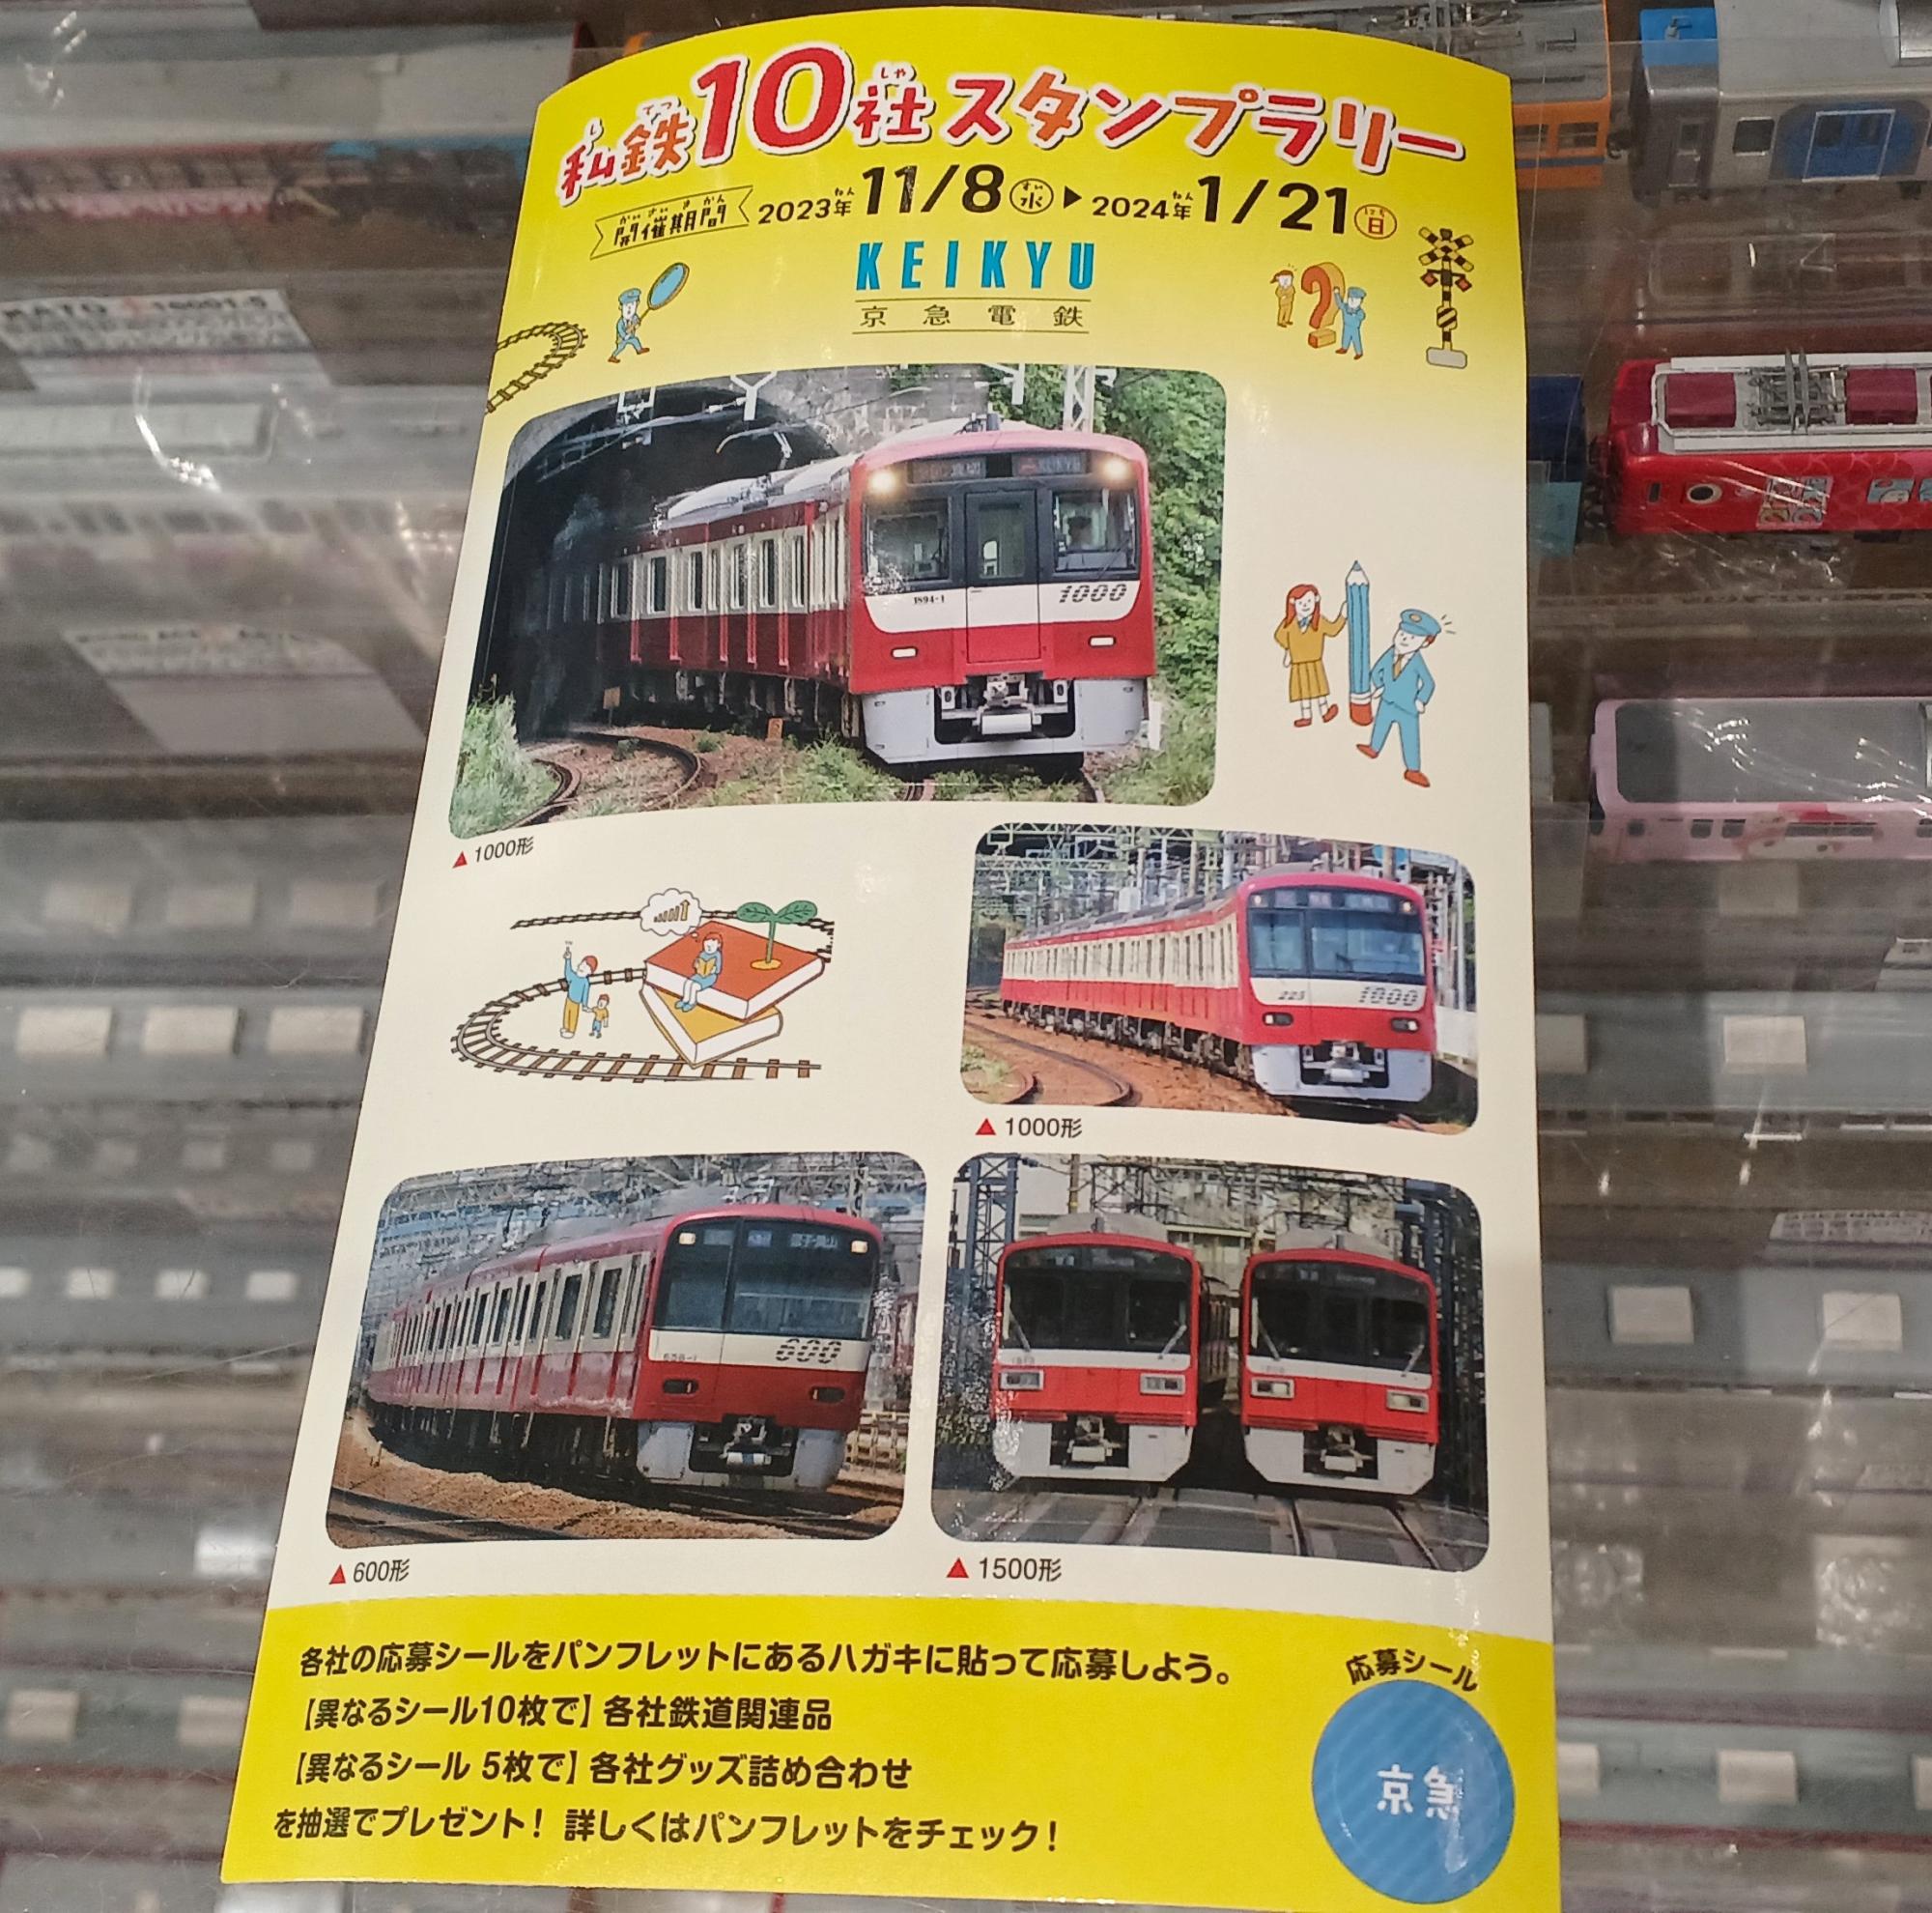 私鉄10社スタンプラリー
開催期間 2023年11/8㊌▶2024年1/21㊐
KEIKYU
京急電鉄
1894-1 1000
▲1000形
223 1000
▲1000形
600
▲600形
▲1500形
各社の応募シールをパンフレットにあるハガキに貼って応募しよう。
【異なるシール10枚で】各社鉄道関連品
【異なるシール 5枚で】各社グッズ詰め合わせ
を抽選でプレゼント！詳しくはパンフレットをチェック！
応募シール
京急